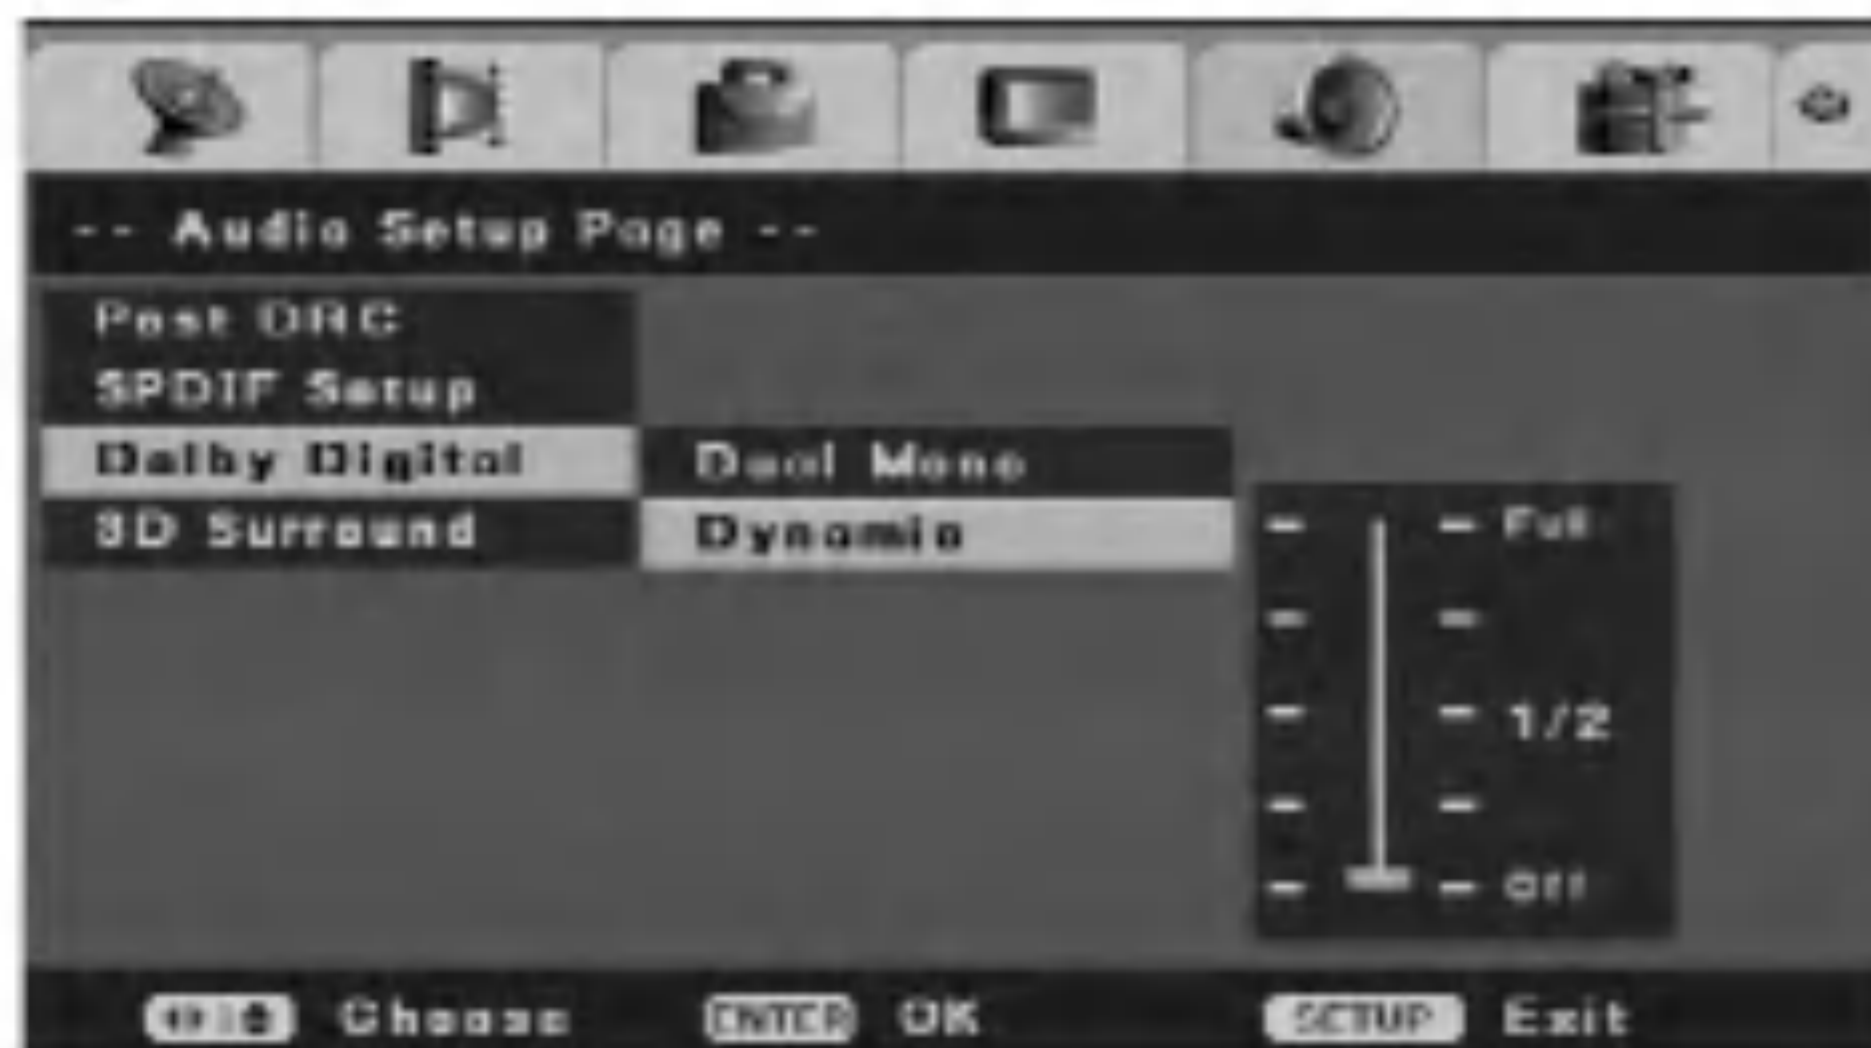 -- Audio Setup Page --
Post DRC
SPDIF Setup
Dolby Digital
Dual Mono
3D Surround
Dynamic
Full
1/2
Off
Choose
ENTER OK
SETUP Exit